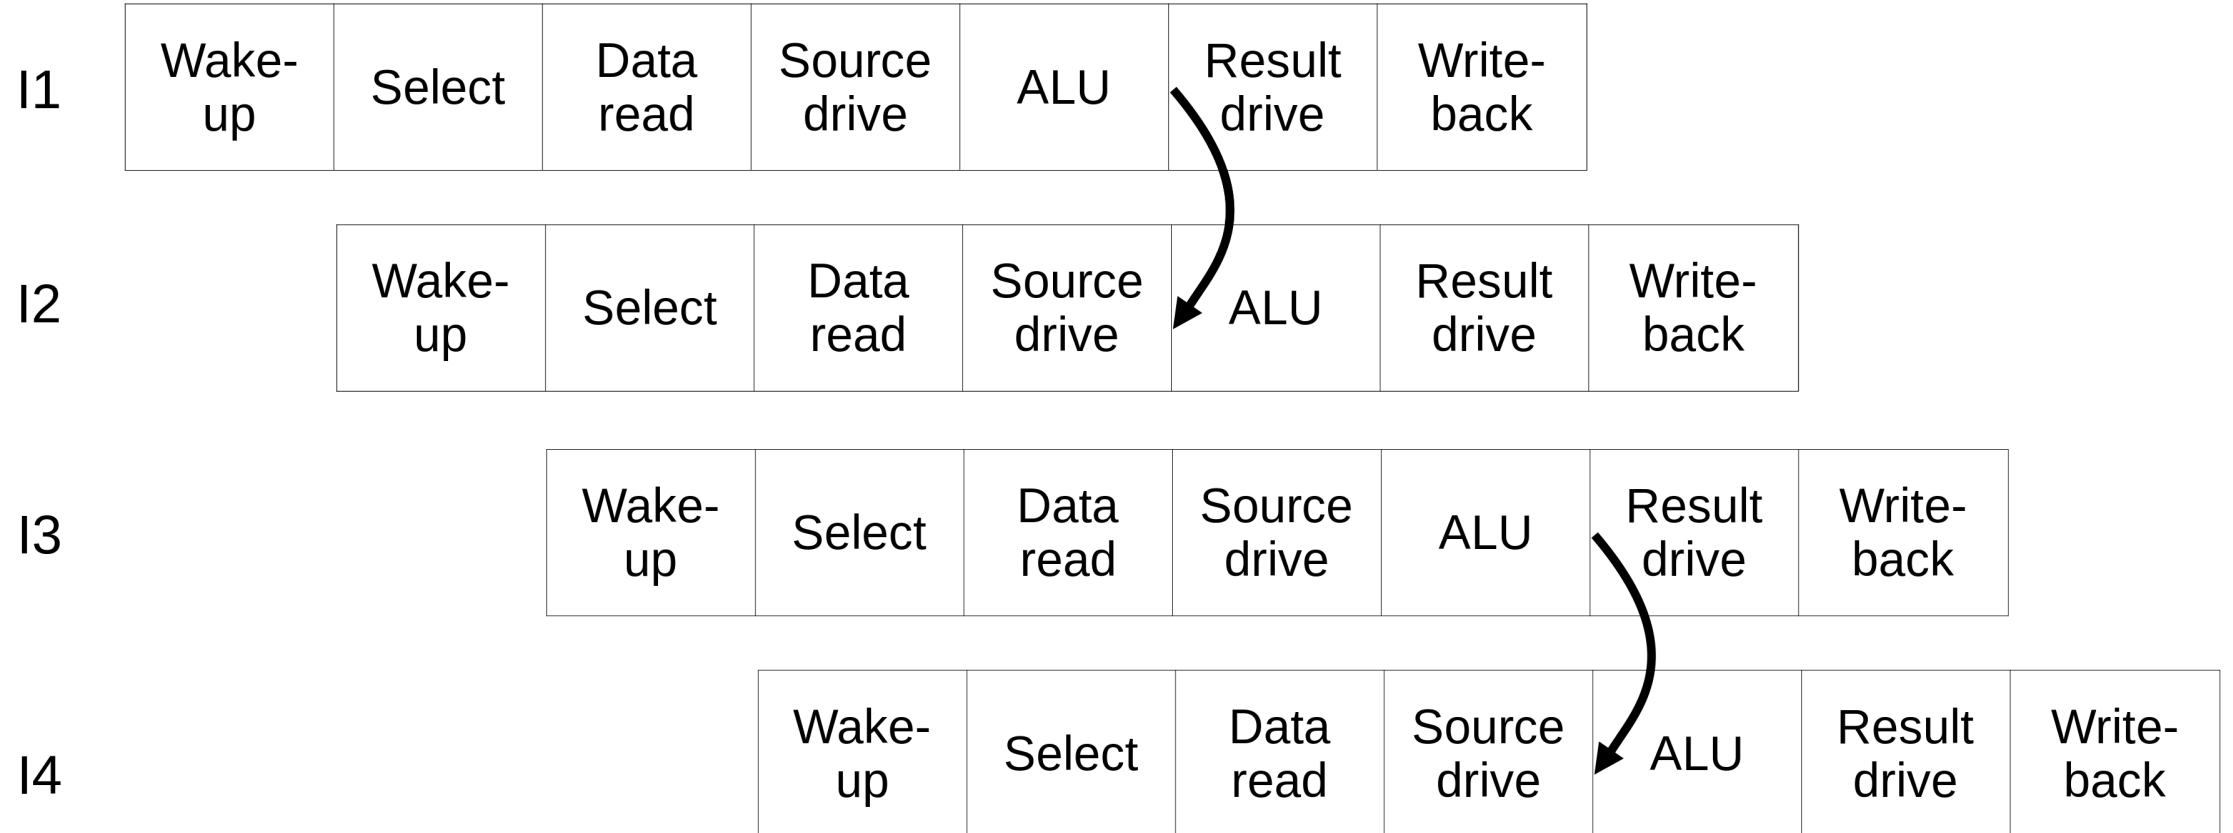 I1
Wake-
up
Select
Data
read
Source
drive
ALU
Result
drive
Write-
back
I2
Wake-
up
Select
Data
read
Source
drive
ALU
Result
drive
Write-
back
I3
Wake-
up
Select
Data
read
Source
drive
ALU
Result
drive
Write-
back
I4
Wake-
up
Select
Data
read
Source
drive
ALU
Result
drive
Write-
back